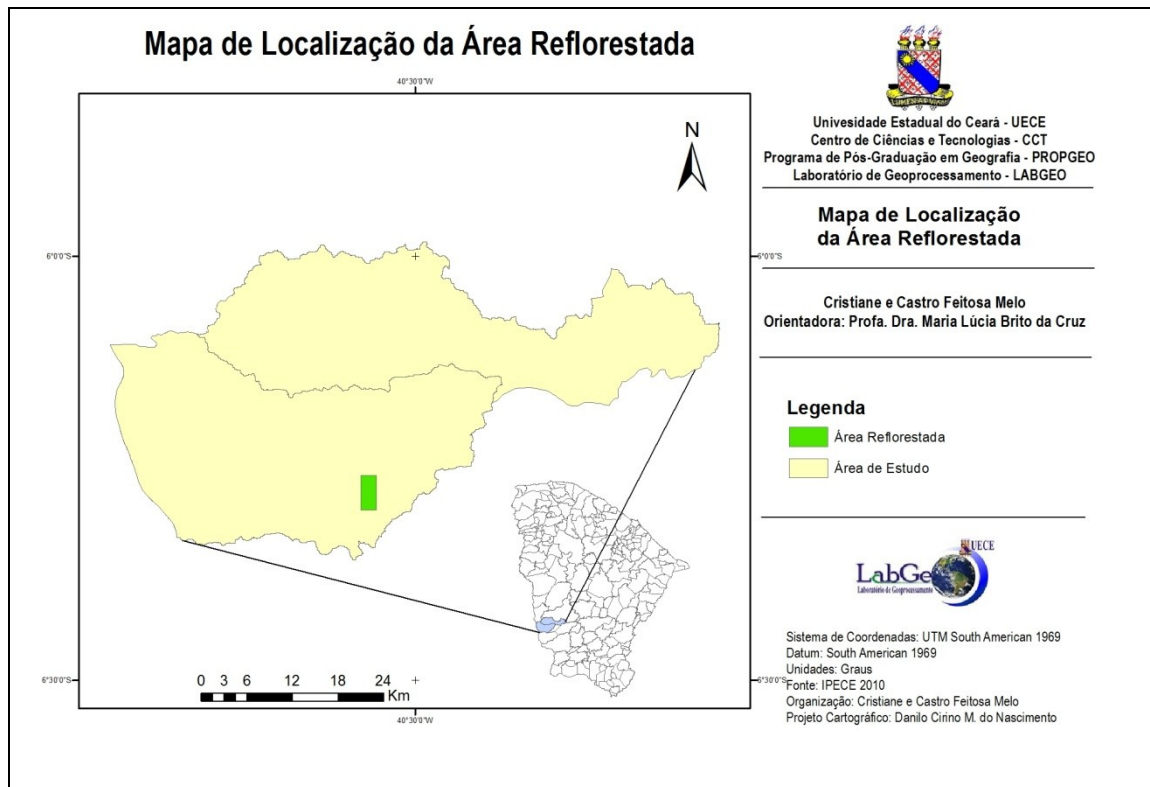 Mapa de Localização da Área Reflorestada
40°30'0"W
N
6°0'0"S
6°0'0"S
6°30'0"S
6°30'0"S
0 3 6 12 18 24
Km
40°30'0"W
Univesidade Estadual do Ceará - UECE
Centro de Ciências e Tecnologias - CCT
Programa de Pós-Graduação em Geografia - PROPGEO
Laboratório de Geoprocessamento - LABGEO
Mapa de Localização
da Área Reflorestada
Cristiane e Castro Feitosa Melo
Orientadora: Profa. Dra. Maria Lúcia Brito da Cruz
Legenda
Área Reflorestada
Área de Estudo
UECE
LabGe
Laboratório de Geoprocessamento
Sistema de Coordenadas: UTM South American 1969
Datum: South American 1969
Unidades: Graus
Fonte: IPECE 2010
Organização: Cristiane e Castro Feitosa Melo
Projeto Cartográfico: Danilo Cirino M. do Nascimento